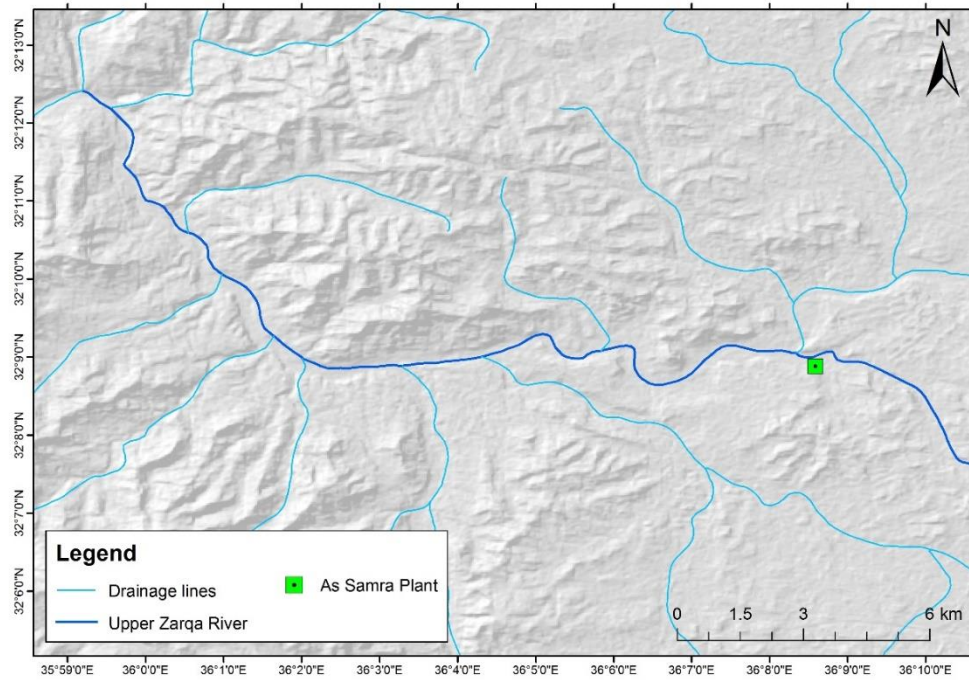 N
32°13'0"N
32°12'0"N
32°11'0"N
32°10'0"N
32°9'0"N
32°8'0"N
32°7'0"N
32°6'0"N
Legend
Drainage lines
As Samra Plant
Upper Zarqa River
0 1.5 3 6 km
35°59'0"E 36°0'0"E 36°1'0"E 36°2'0"E 36°3'0"E 36°4'0"E 36°5'0"E 36°6'0"E 36°7'0"E 36°8'0"E 36°9'0"E 36°10'0"E